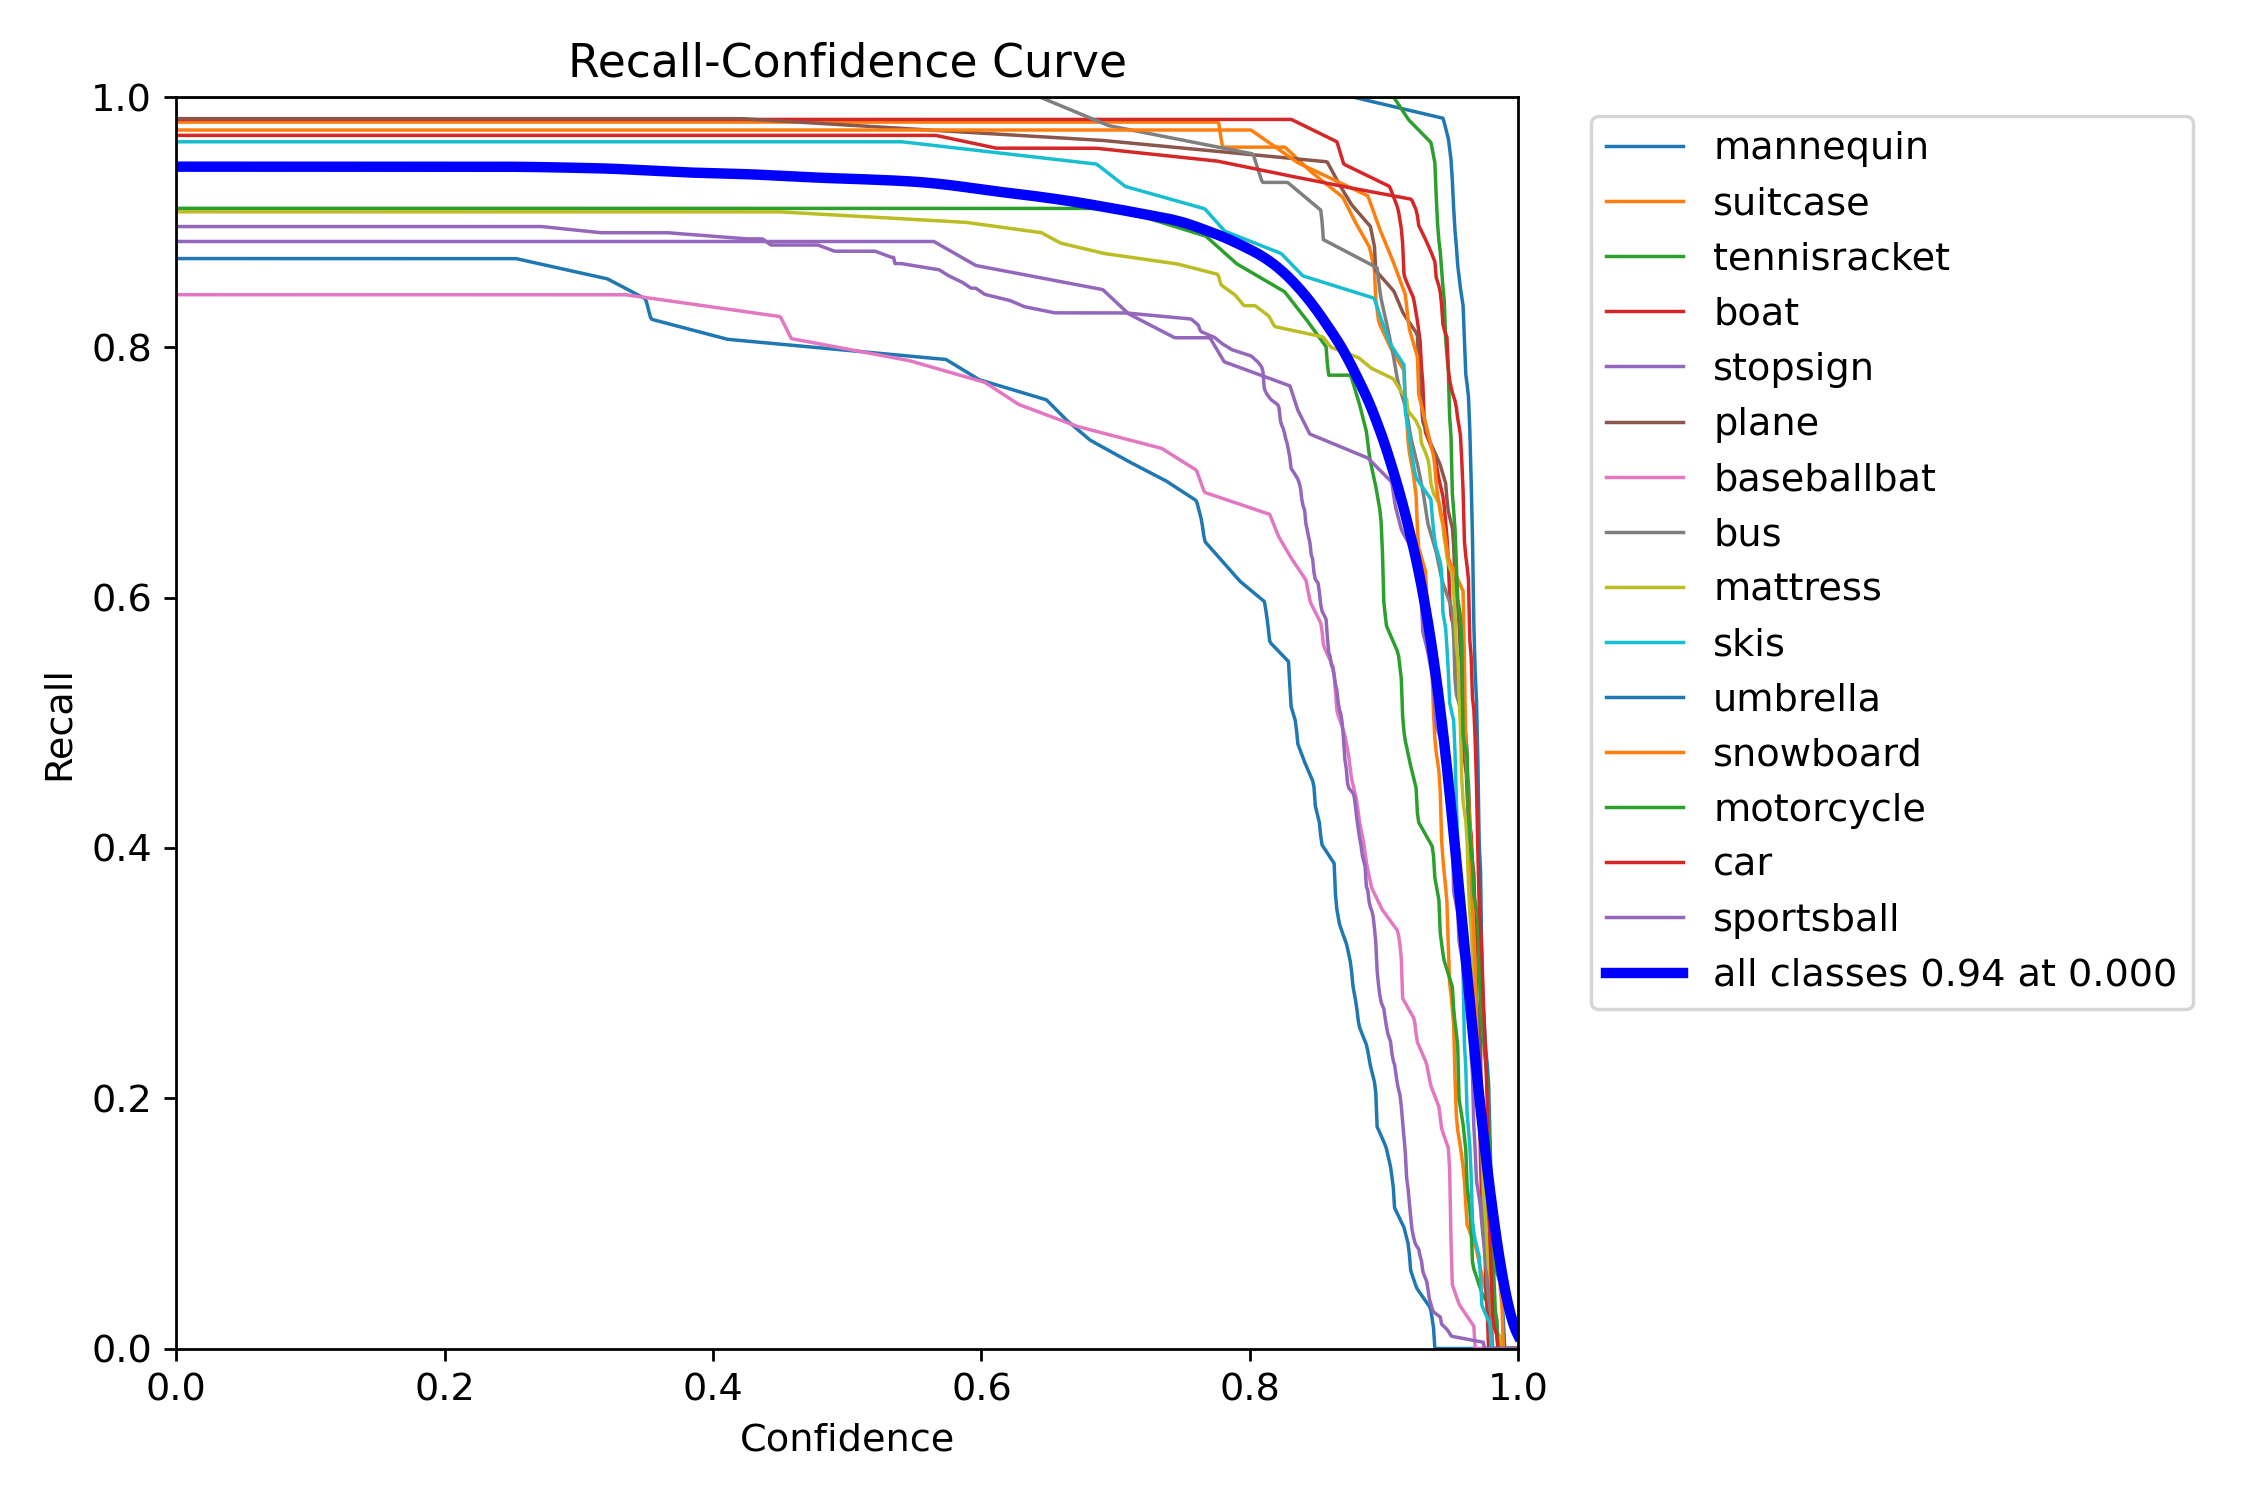 Recall-Confidence Curve
1.0
0.8
0.6
0.4
0.2
0.0
Recall
0.0 0.2 0.4 0.6 0.8 1.0
Confidence
mannequin
suitcase
tennisracket
boat
stopsign
plane
baseballbat
bus
mattress
skis
umbrella
snowboard
motorcycle
car
sportsball
all classes 0.94 at 0.000